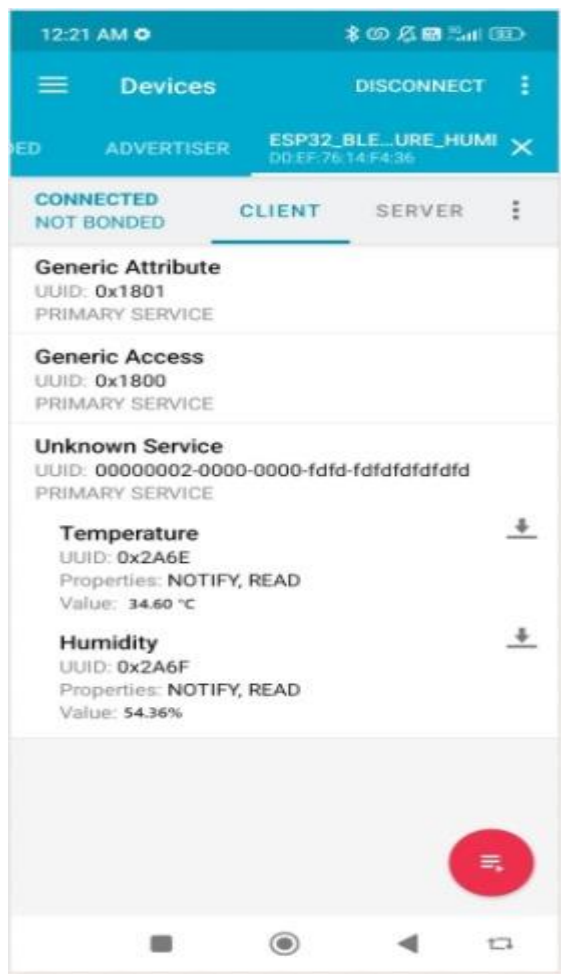 12:21 AM
Devices DISCONNECT
ED ADVERTISER ESP32_BLE...URE_HUMI
DD:EF:76:14:F4:36
CONNECTED
NOT BONDED
CLIENT SERVER
Generic Attribute
UUID: 0x1801
PRIMARY SERVICE
Generic Access
UUID: 0x1800
PRIMARY SERVICE
Unknown Service
UUID: 00000002-0000-0000-fdfd-fdfdfdfdfdfd
PRIMARY SERVICE
Temperature
UUID: 0x2A6E
Properties: NOTIFY, READ
Value: 34.60 °C
Humidity
UUID: 0x2A6F
Properties: NOTIFY, READ
Value: 54.36%